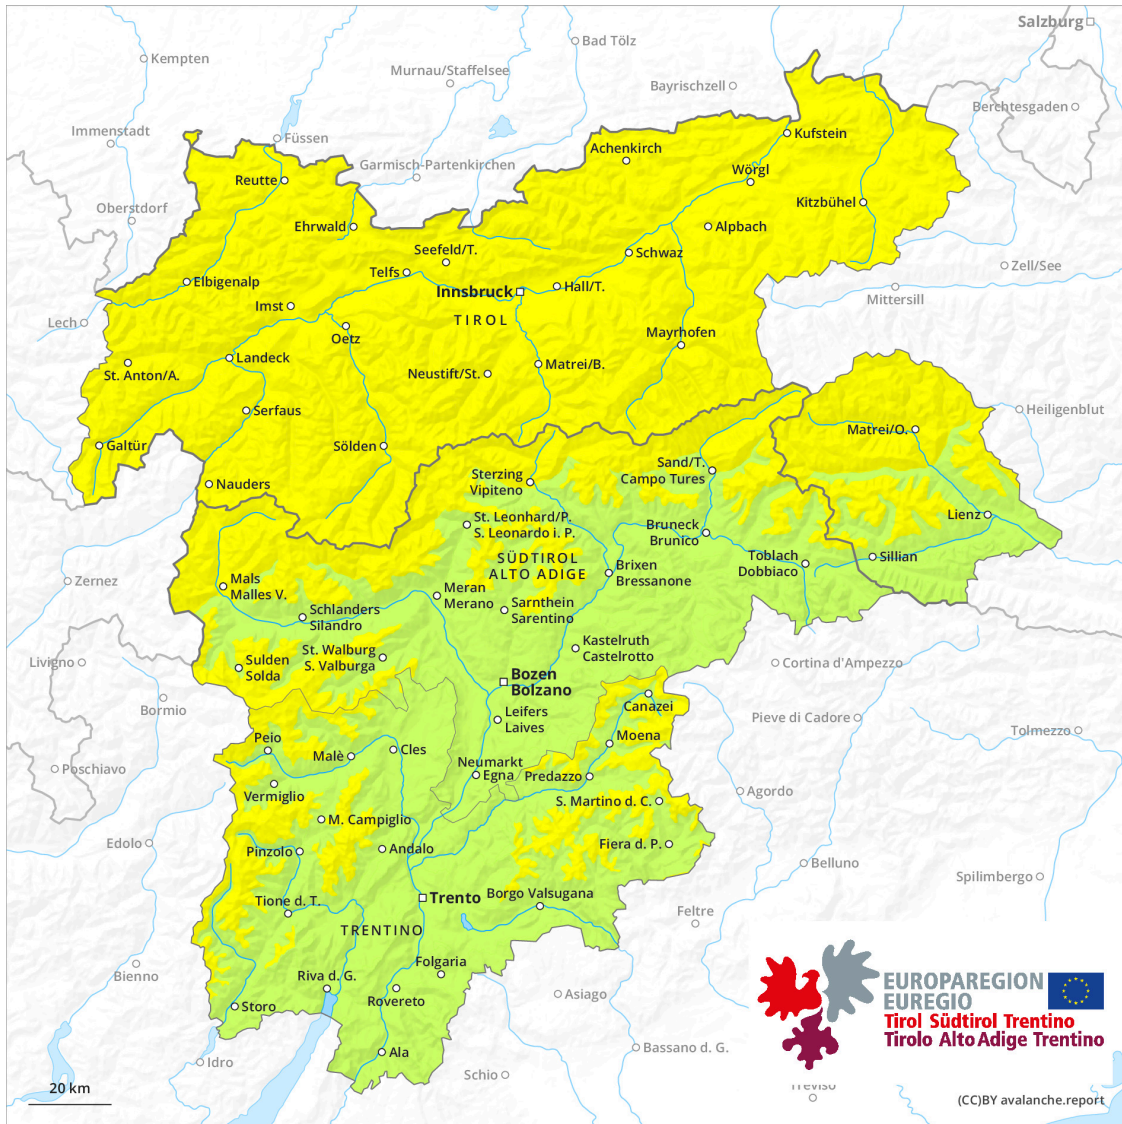 Salzburg
Kempten
Bad Tölz
Murnau/Staffelsee
Bayrischzell
Berchtesgaden
Immenstadt
Füssen
Kufstein
Achenkirch
Garmisch-Partenkirchen
Wörgl
Reutte
Oberstdorf
Kitzbühel
Ehrwald
Alpbach
Seefeld/T.
Schwaz
Telfs
Zell/See
Elbigenalp
Hall/T.
Innsbruck
Mittersill
Imst
TIROL
Lech
Oetz
Mayrhofen
Landeck
Matrei/B.
St. Anton/A.
Neustift/St.
Serfaus
Heiligenblut
Matrei/O.
Galtür
Sölden
Sand/T.
Campo Tures
Sterzing
Vipiteno
Nauders
St. Leonhard/P.
S. Leonardo i. P.
Lienz
Bruneck
Brunico
SÜDTIROL
ALTO ADIGE
Toblach
Dobbiaco
Sillian
Brixen
Bressanone
Zernez
Mals
Malles V.
Meran
Merano
Sarnthein
Sarentino
Schlanders
Silandro
Kastelruth
Castelrotto
St. Walburg
S. Valburga
Livigno
Sulden
Solda
Cortina d'Ampezzo
Bozen
Bolzano
Bormio
Canazei
Leifers
Laives
Pieve di Cadore
Tolmezzo
Peio
Moena
Malè
Cles
Neumarkt
Egna
Predazzo
Poschiavo
Vermiglio
Agordo
S. Martino d. C.
M. Campiglio
Edolo
Pinzolo
Andalo
Fiera d. P.
Belluno
Spilimbergo
Tione d. T.
Trento
Borgo Valsugana
Feltre
TRENTINO
Bienno
Riva d. G.
Folgaria
Rovereto
Asiago
Storo
EUROPAREGION
EUREGIO
Tirol Südtirol Trentino
Tirolo Alto Adige Trentino
Idro
Ala
Bassano d. G.
Schio
Treviso
20 km
(CC)BY avalanche.report